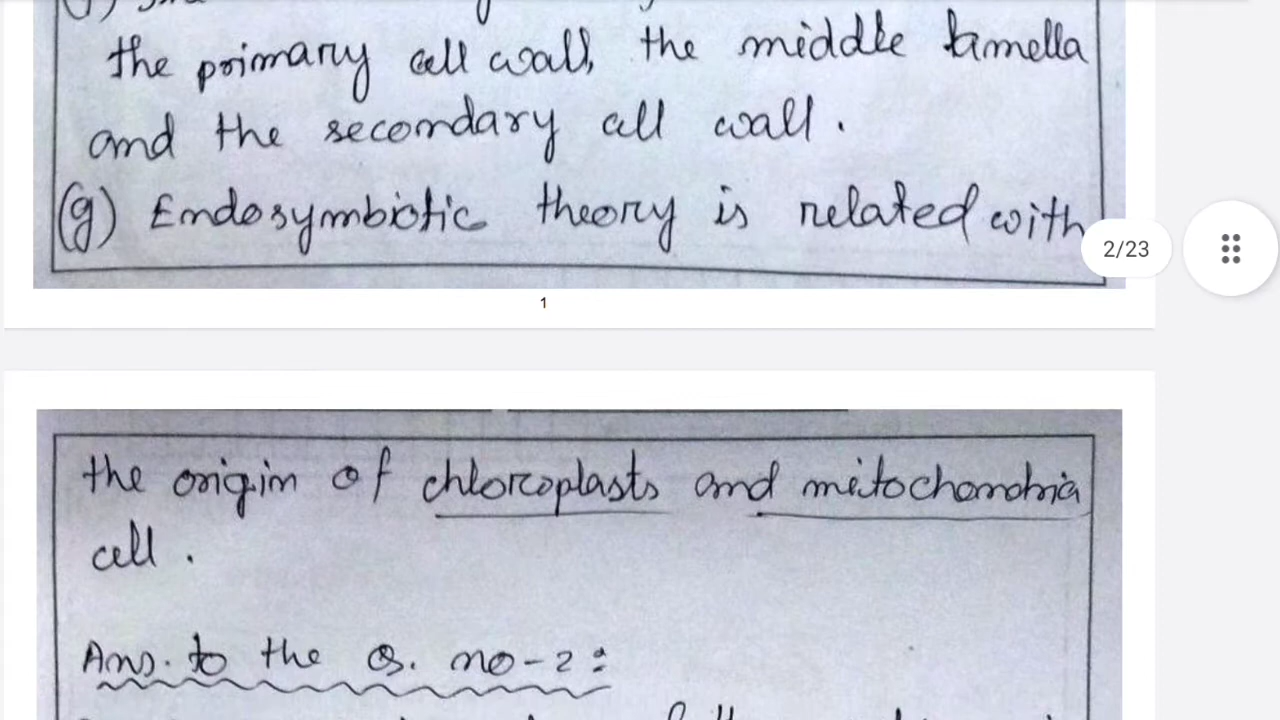 the primary cell wall, the middle lamella
and the secondary cell wall.
(g) Endosymbiotic theory is related with
2/23
1
the origin of chloroplasts and mitochondria
cell.
Ans. to the Q. no-2: